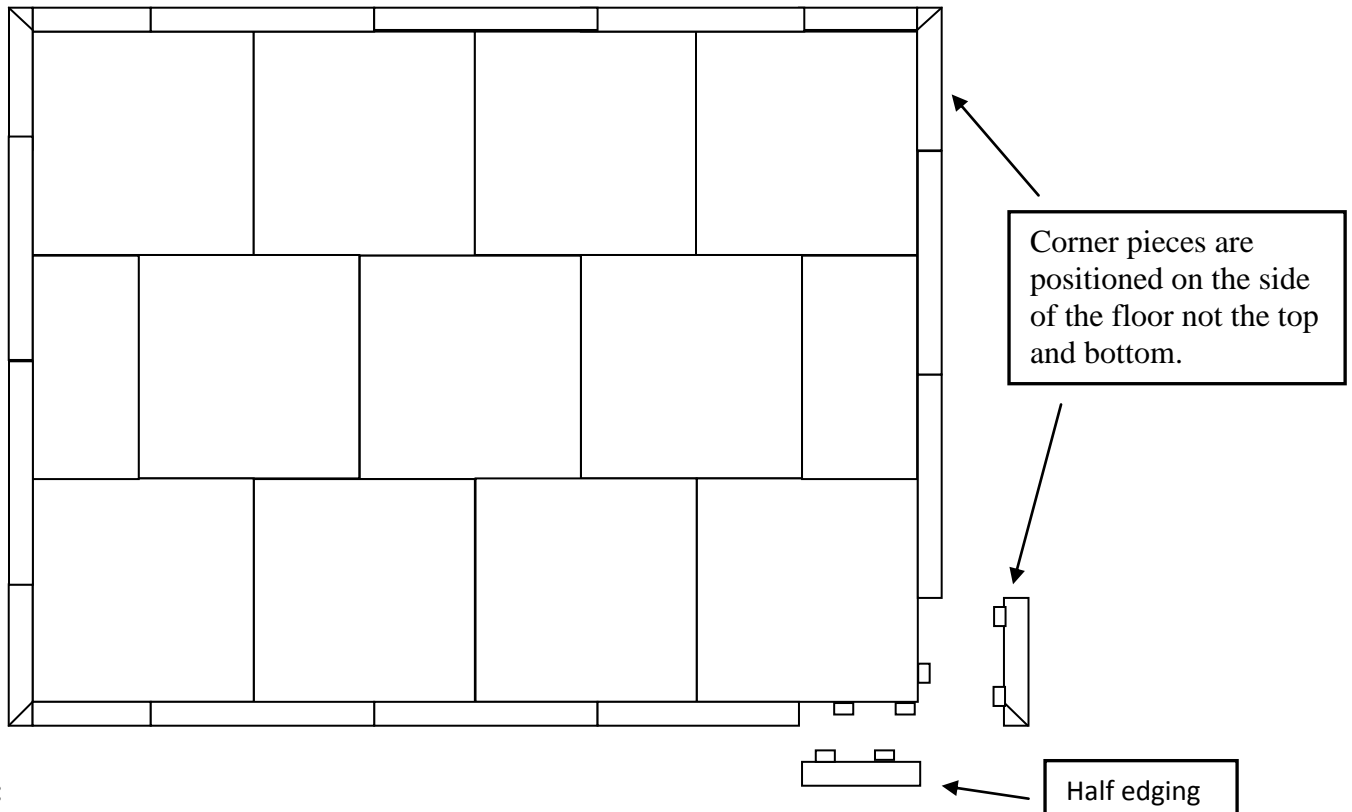 Corner pieces are
positioned on the side
of the floor not the top
and bottom.
Half edging